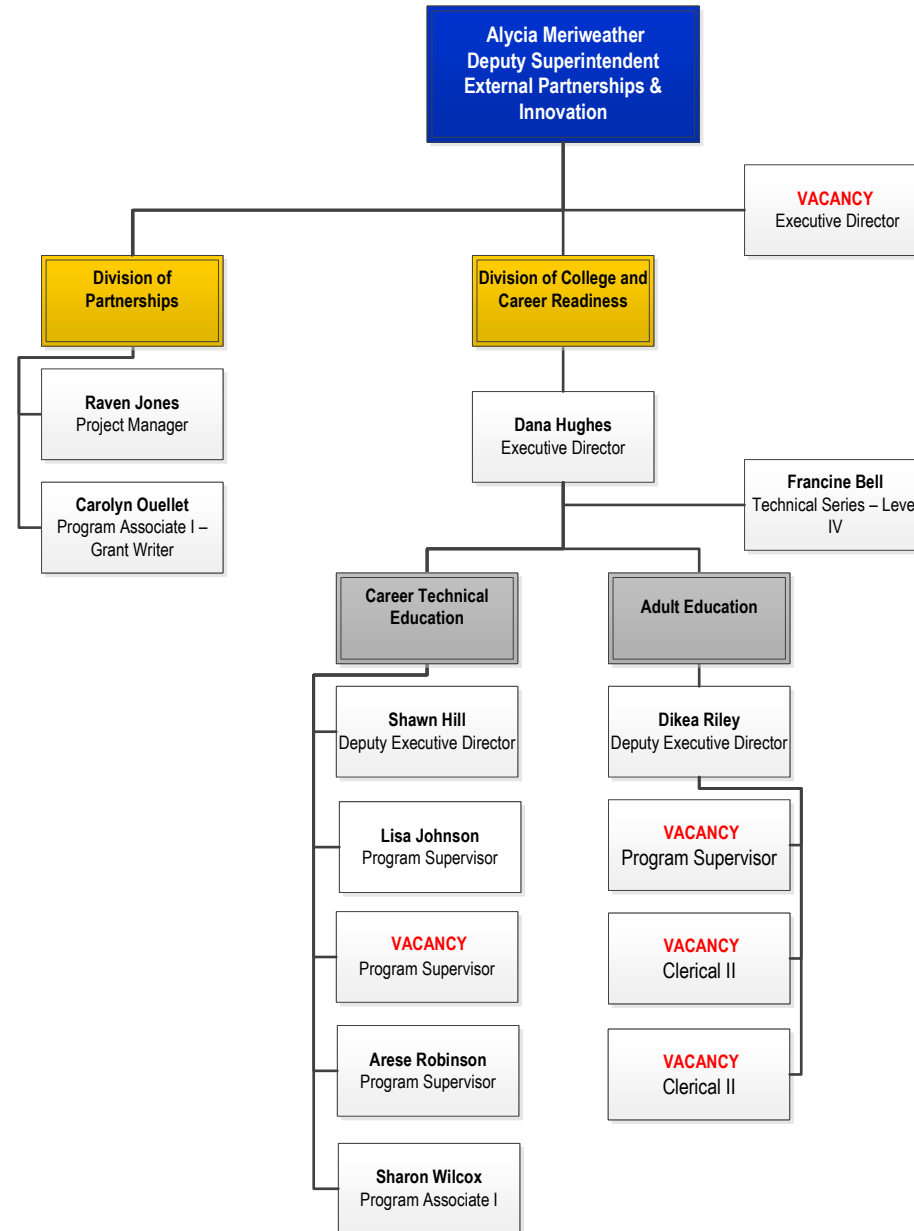 Alycia Meriweather
Deputy Superintendent
External Partnerships &
Innovation
VACANCY
Executive Director
Division of
Partnerships
Division of College and
Career Readiness
Raven Jones
Project Manager
Dana Hughes
Executive Director
Carolyn Ouellet
Program Associate I –
Grant Writer
Francine Bell
Technical Series – Level
IV
Career Technical
Education
Adult Education
Shawn Hill
Deputy Executive Director
Dikea Riley
Deputy Executive Director
Lisa Johnson
Program Supervisor
VACANCY
Program Supervisor
VACANCY
Program Supervisor
VACANCY
Clerical II
Arese Robinson
Program Supervisor
VACANCY
Clerical II
Sharon Wilcox
Program Associate I